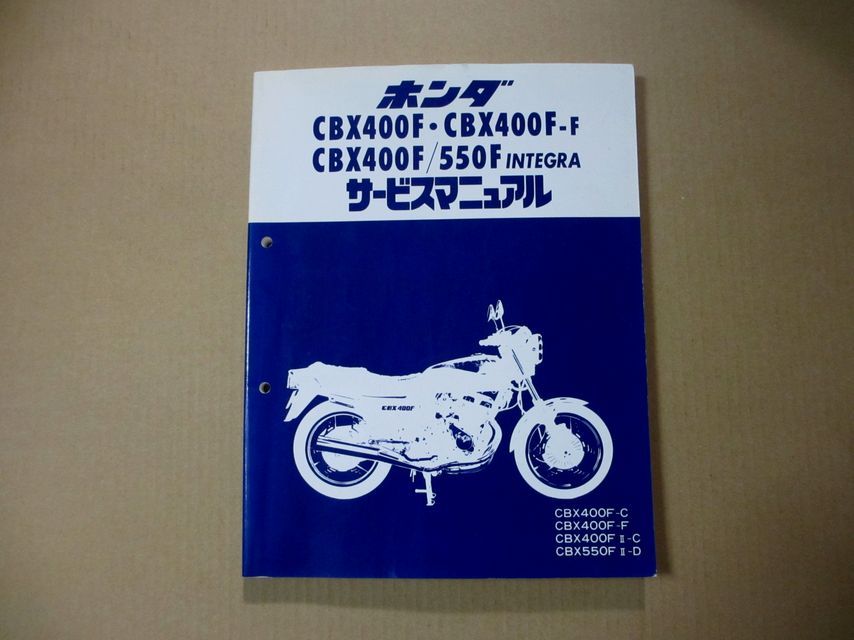 ホンダ
CBX400F・CBX400F-F
CBX400F/550F INTEGRA
サービスマニュアル
CBX400F
CBX400F-C
CBX400F-F
CBX400F II-C
CBX550F II-D